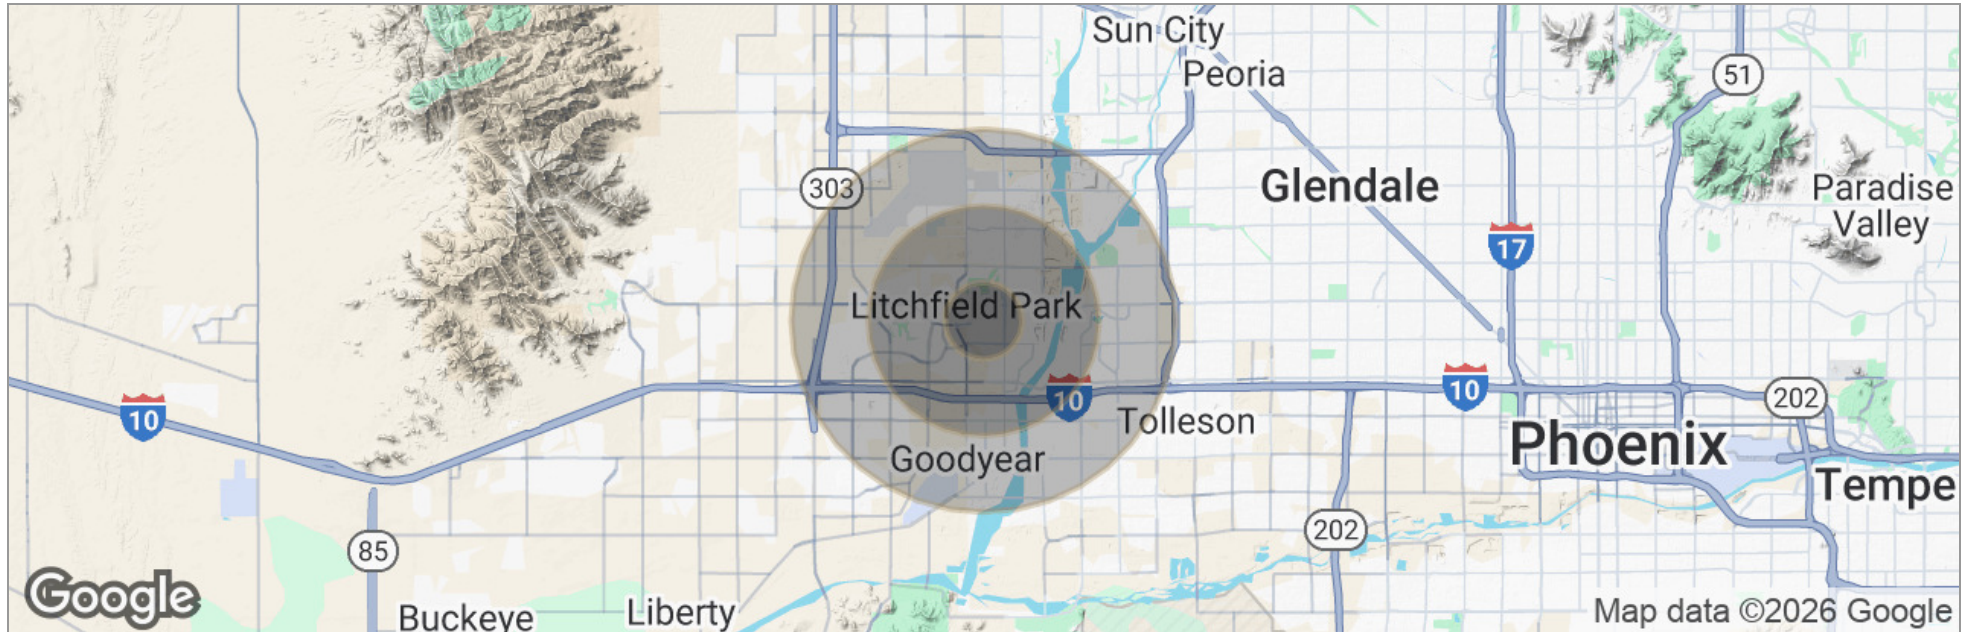 Sun City
Peoria
51
303
Glendale
Paradise
Valley
17
Litchfield Park
10
10
10
202
Tolleson
Phoenix
Goodyear
Tempe
202
85
Google
Buckeye
Liberty
Map data ©2026 Google